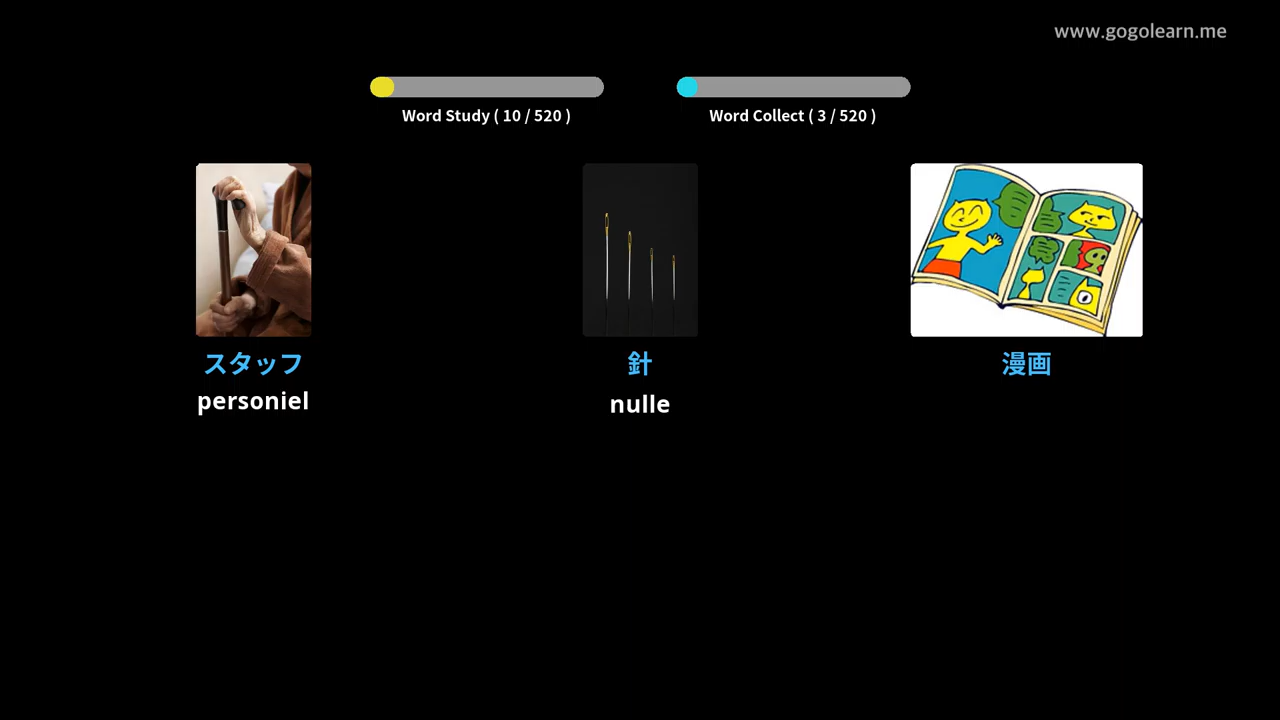 www.gogolearn.me
Word Study ( 10 / 520 )
Word Collect ( 3 / 520 )
スタッフ
personiel
針
nulle
漫画